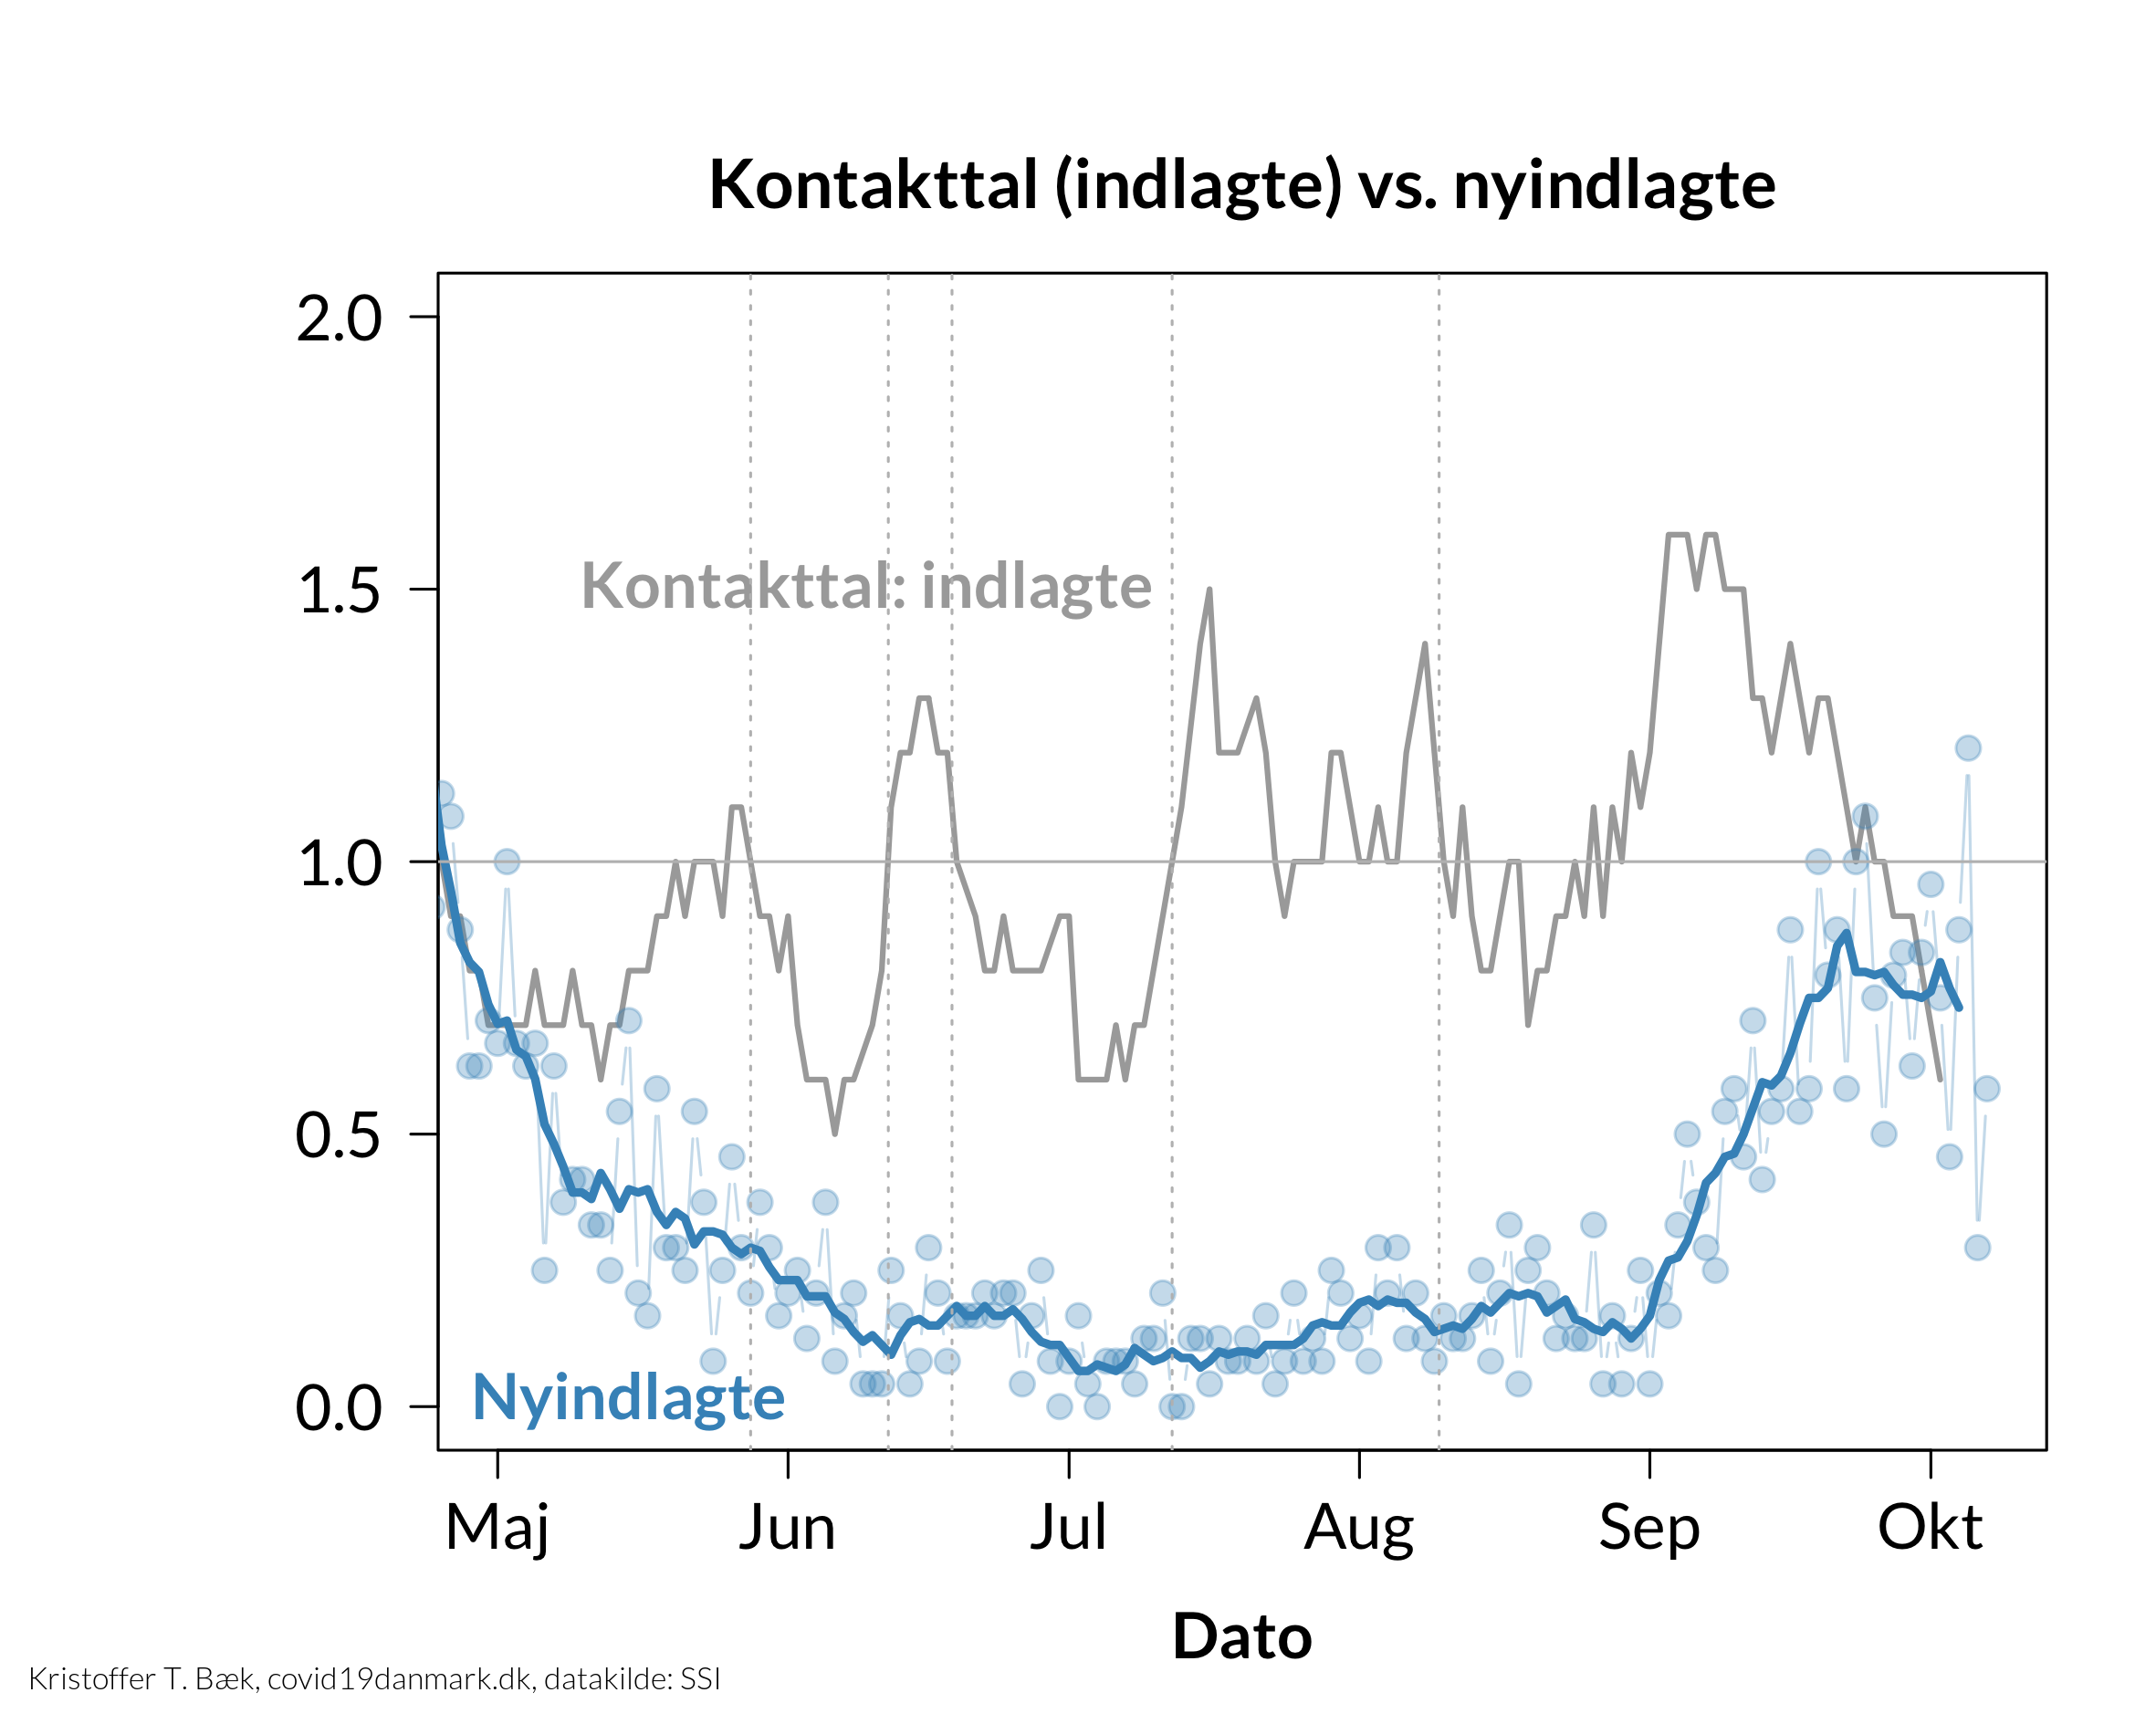 Kontakttal (indlagte) vs. nyindlagte
2.0
1.5
1.0
0.5
0.0
Kontakttal: indlagte
Nyindlagte
Maj Jun Jul Aug Sep Okt
Dato
Kristoffer T. Bæk, covid19danmark.dk, datakilde: SSI